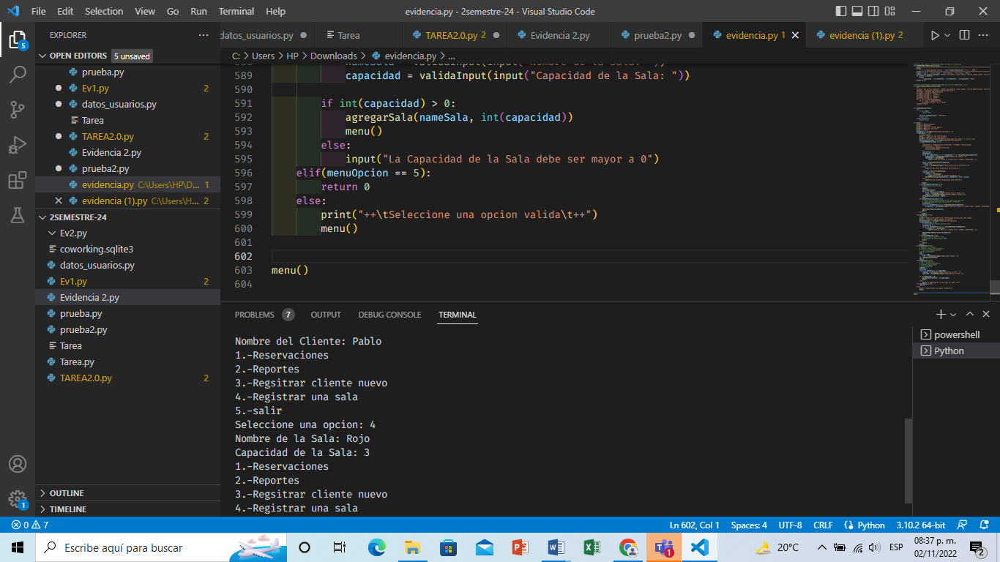 File Edit Selection View Go Run Terminal Help
evidencia.py - 2semestre-24 - Visual Studio Code
EXPLORER
datos_usuarios.py
Tarea
TAREA2.0.py 2
Evidencia 2.py
prueba2.py
evidencia.py 1
evidencia (1).py 2
C: > Users > HP > Downloads > evidencia.py > ...
OPEN EDITORS 5 unsaved
prueba.py
Ev1.py 2
datos_usuarios.py
Tarea
TAREA2.0.py 2
Evidencia 2.py
prueba2.py
evidencia.py C:\Users\HP\D... 1
evidencia (1).py C:\Users\H... 2
2SEMESTRE-24
Ev2.py
coworking.sqlite3
datos_usuarios.py
Ev1.py 2
Evidencia 2.py
prueba.py
prueba2.py
Tarea
Tarea.py
TAREA2.0.py 2
OUTLINE
TIMELINE
589 capacidad = validaInput(input("Capacidad de la Sala: "))
590
591 if int(capacidad) > 0:
592 agregarSala(nameSala, int(capacidad))
593 menu()
594 else:
595 input("La Capacidad de la Sala debe ser mayor a 0")
596 elif(menuOpcion == 5):
597 return 0
598 else:
599 print("++\tSeleccione una opcion valida\t++")
600 menu()
601
602
603 menu()
604
PROBLEMS 7 OUTPUT DEBUG CONSOLE TERMINAL
Nombre del Cliente: Pablo
1.-Reservaciones
2.-Reportes
3.-Regsitrar cliente nuevo
4.-Registrar una sala
5.-salir
Seleccione una opcion: 4
Nombre de la Sala: Rojo
Capacidad de la Sala: 3
1.-Reservaciones
2.-Reportes
3.-Regsitrar cliente nuevo
4.-Registrar una sala
powershell
Python
0 7
Ln 602, Col 1 Spaces: 4 UTF-8 CRLF Python 3.10.2 64-bit
Escribe aquí para buscar
20°C ESP 08:37 p. m.
02/11/2022